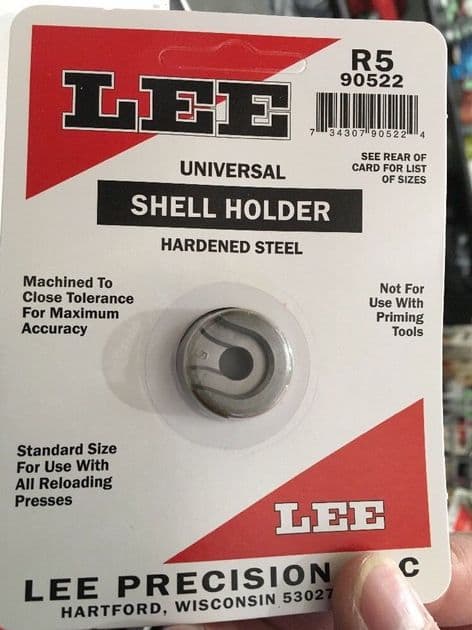 LEE
R5
90522
7 34307 90522 4
SEE REAR OF
CARD FOR LIST
OF SIZES
UNIVERSAL
SHELL HOLDER
HARDENED STEEL
Machined To
Close Tolerance
For Maximum
Accuracy
Not For
Use With
Priming
Tools
5
Standard Size
For Use With
All Reloading
Presses
LEE
LEE PRECISION C
HARTFORD, WISCONSIN 53027